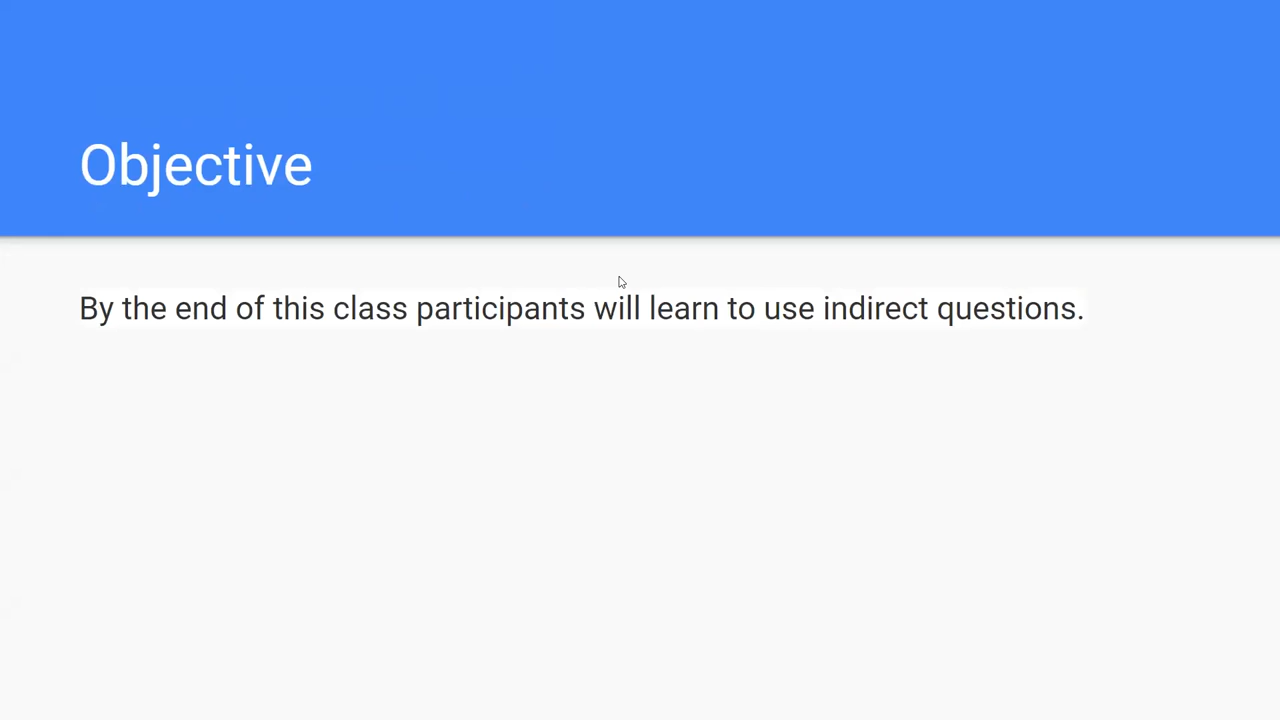 Objective
By the end of this class participants will learn to use indirect questions.